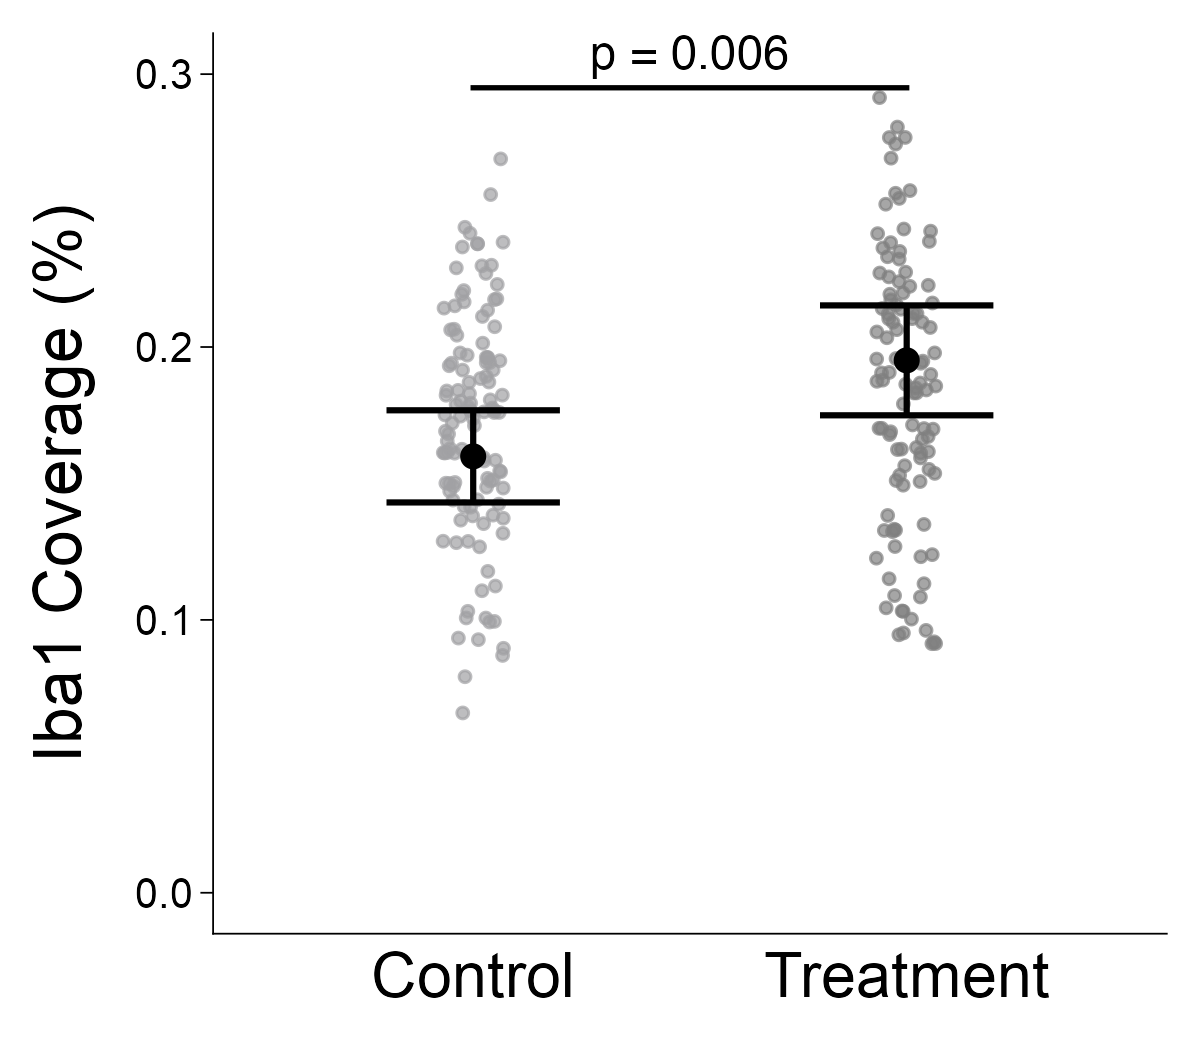 p = 0.006
0.3
0.2
0.1
0.0
Iba1 Coverage (%)
Control
Treatment